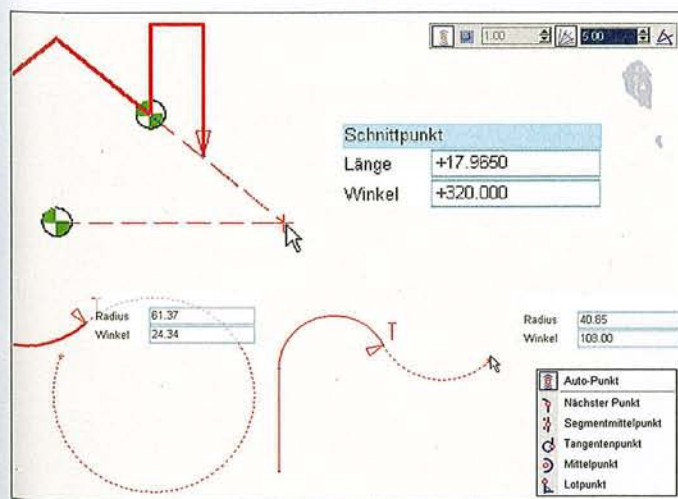 1.00 5.00
Schnittpunkt
Länge +17.9650
Winkel +320.000
T
Radius 61.37
Winkel 24.34
T
Radius 40.85
Winkel 103.00
Auto-Punkt
Nächster Punkt
Segmentmittelpunkt
Tangentenpunkt
Mittelpunkt
Lotpunkt